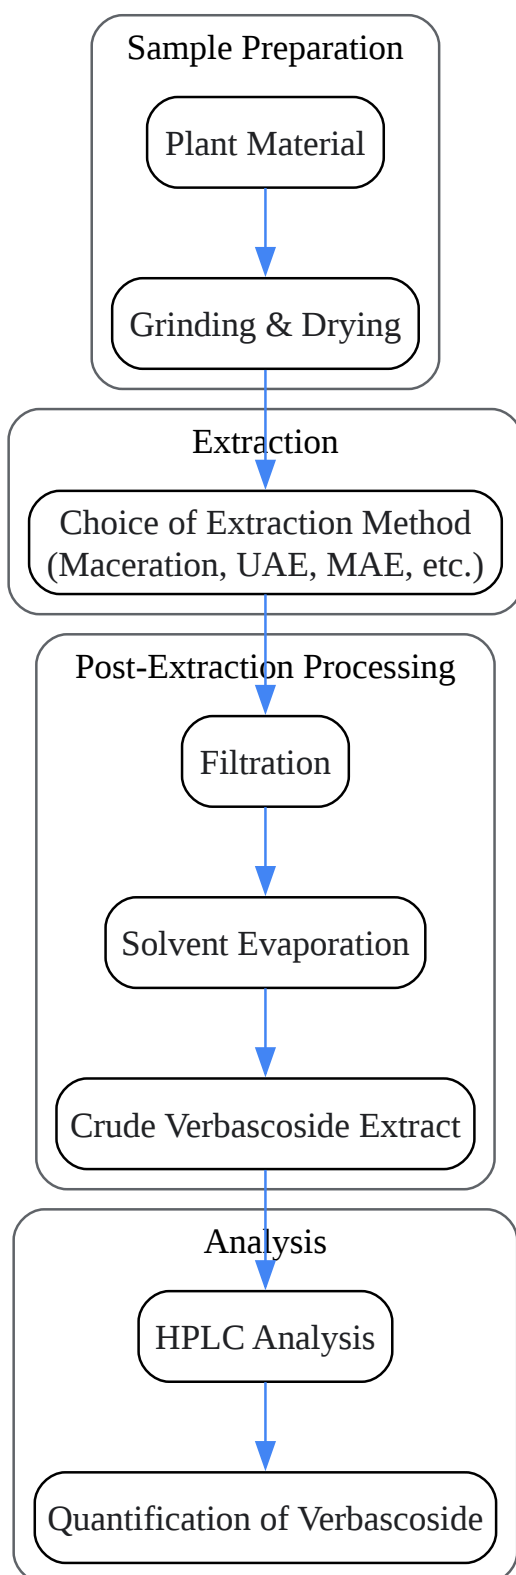 Sample Preparation
Plant Material
Grinding & Drying
Extraction
Choice of Extraction Method
(Maceration, UAE, MAE, etc.)
Post-Extraction Processing
Filtration
Solvent Evaporation
Crude Verbascoside Extract
Analysis
HPLC Analysis
Quantification of Verbascoside